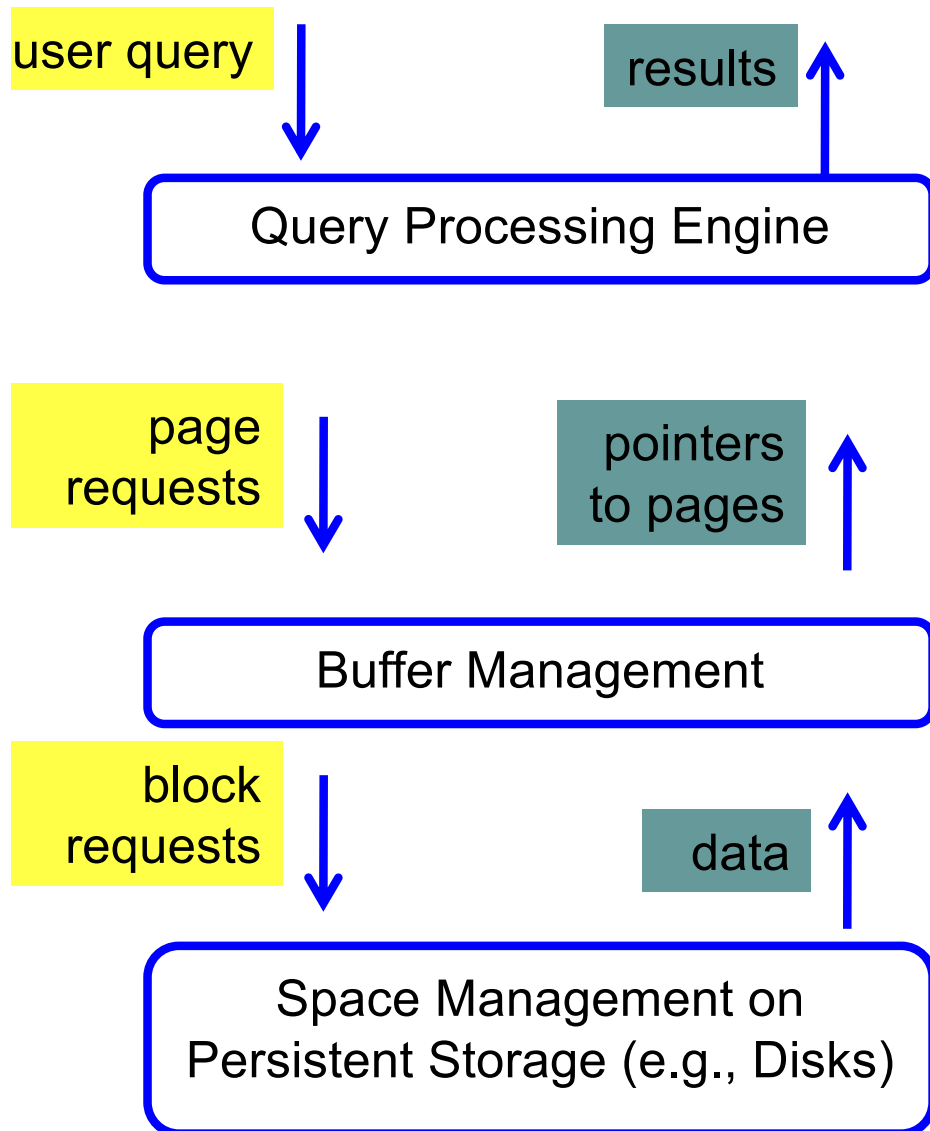 user query
results
Query Processing Engine
page
requests
pointers
to pages
Buffer Management
block
requests
data
Space Management on
Persistent Storage (e.g., Disks)